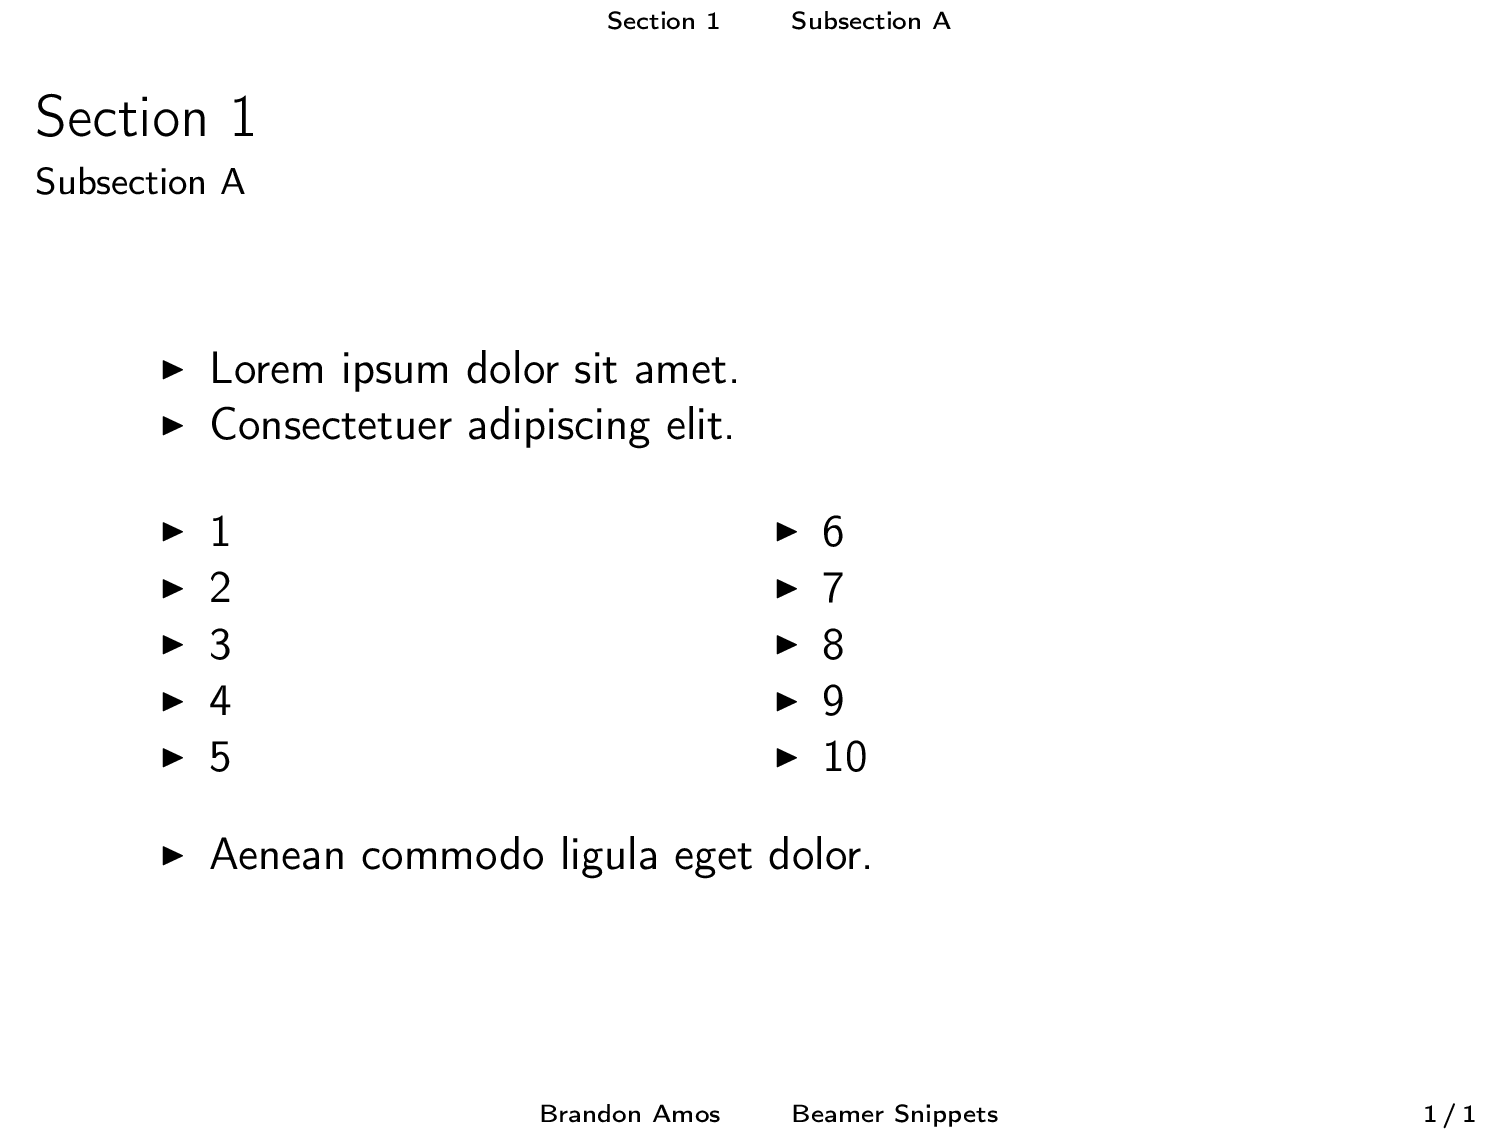 Section 1 Subsection A
Section 1
Subsection A
Lorem ipsum dolor sit amet.
Consectetuer adipiscing elit.
1
2
3
4
5
6
7
8
9
10
Aenean commodo ligula eget dolor.
Brandon Amos Beamer Snippets 1 / 1